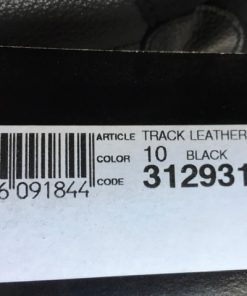 ARTICLE TRACK LEATHER
COLOR 10 BLACK
CODE 312931
6 091844